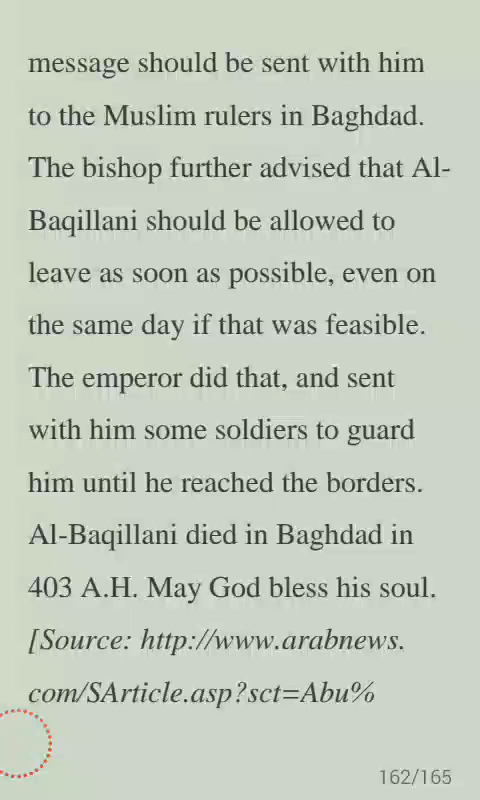 message should be sent with him
to the Muslim rulers in Baghdad.
The bishop further advised that Al-
Baqillani should be allowed to
leave as soon as possible, even on
the same day if that was feasible.
The emperor did that, and sent
with him some soldiers to guard
him until he reached the borders.
Al-Baqillani died in Baghdad in
403 A.H. May God bless his soul.
[Source: http://www.arabnews.
com/SArticle.asp?sct=Abu%
162/165